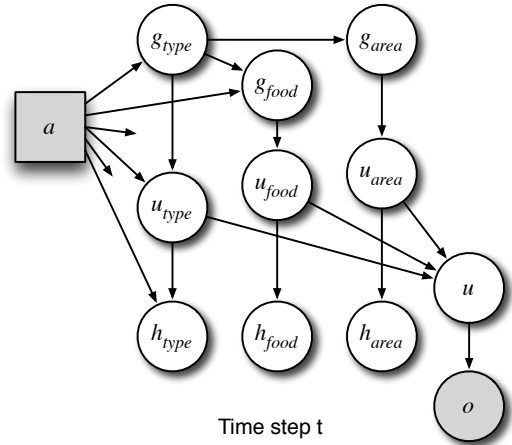 g_type
g_area
g_food
a
u_type
u_food
u_area
u
h_type
h_food
h_area
o
Time step t